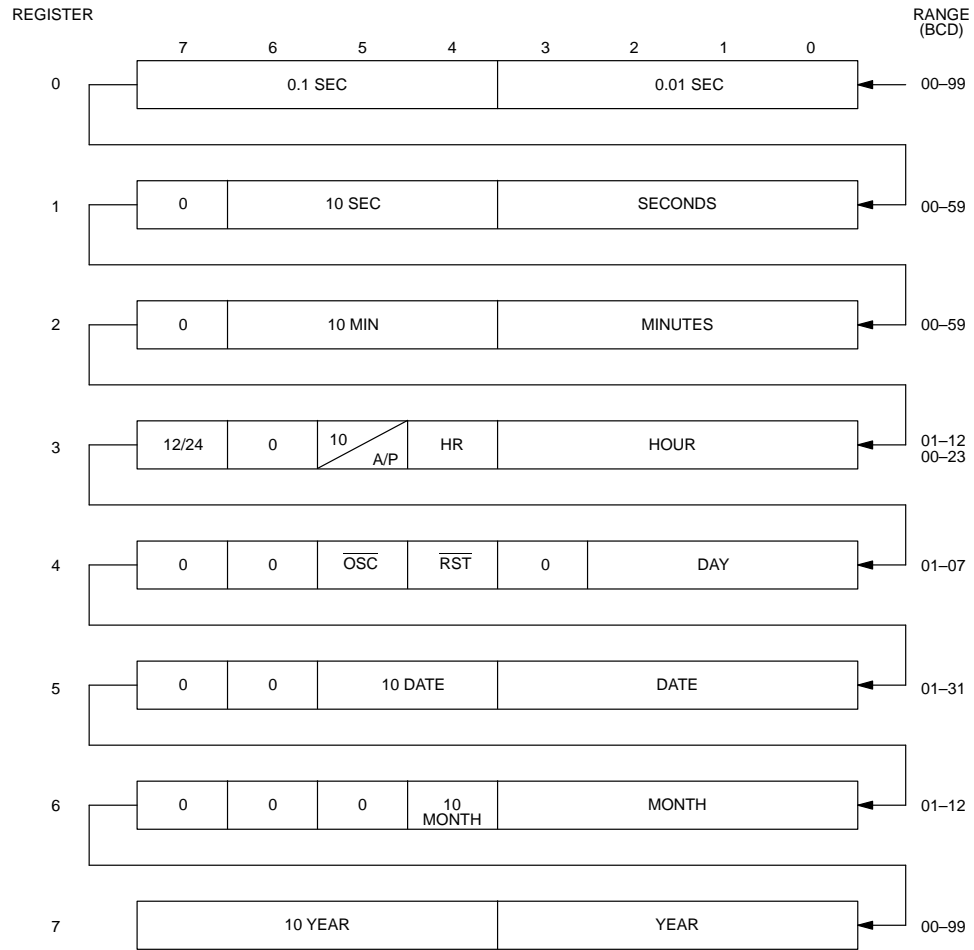 REGISTER
RANGE
(BCD)
7 6 5 4 3 2 1 0
0 0.1 SEC 0.01 SEC 00–99
1 0 10 SEC SECONDS 00–59
2 0 10 MIN MINUTES 00–59
3 12/24 0 10 A/P HR HOUR 01–12
00–23
4 0 0 O̅S̅C̅ R̅S̅T̅ 0 DAY 01–07
5 0 0 10 DATE DATE 01–31
6 0 0 0 10 MONTH 01–12
MONTH
7 10 YEAR YEAR 00–99